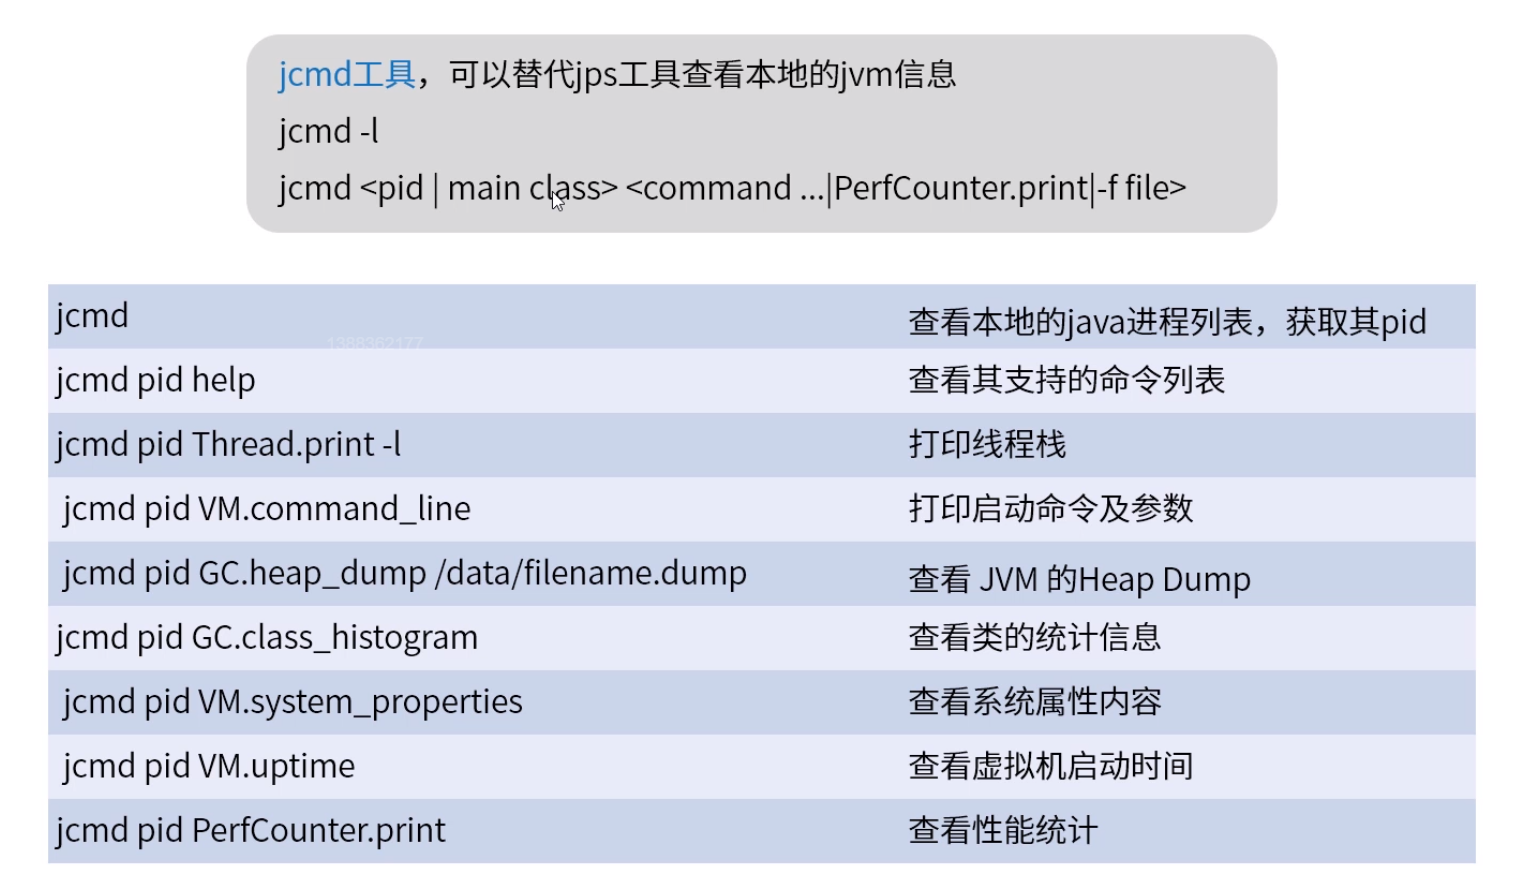 jcmd工具，可以替代jps工具查看本地的jvm信息
jcmd -l
jcmd <pid | main class> <command ...|PerfCounter.print|-f file>
jcmd 查看本地的java进程列表，获取其pid
1388362177
jcmd pid help 查看其支持的命令列表
jcmd pid Thread.print -l 打印线程栈
jcmd pid VM.command_line 打印启动命令及参数
jcmd pid GC.heap_dump /data/filename.dump 查看 JVM 的Heap Dump
jcmd pid GC.class_histogram 查看类的统计信息
jcmd pid VM.system_properties 查看系统属性内容
jcmd pid VM.uptime 查看虚拟机启动时间
jcmd pid PerfCounter.print 查看性能统计